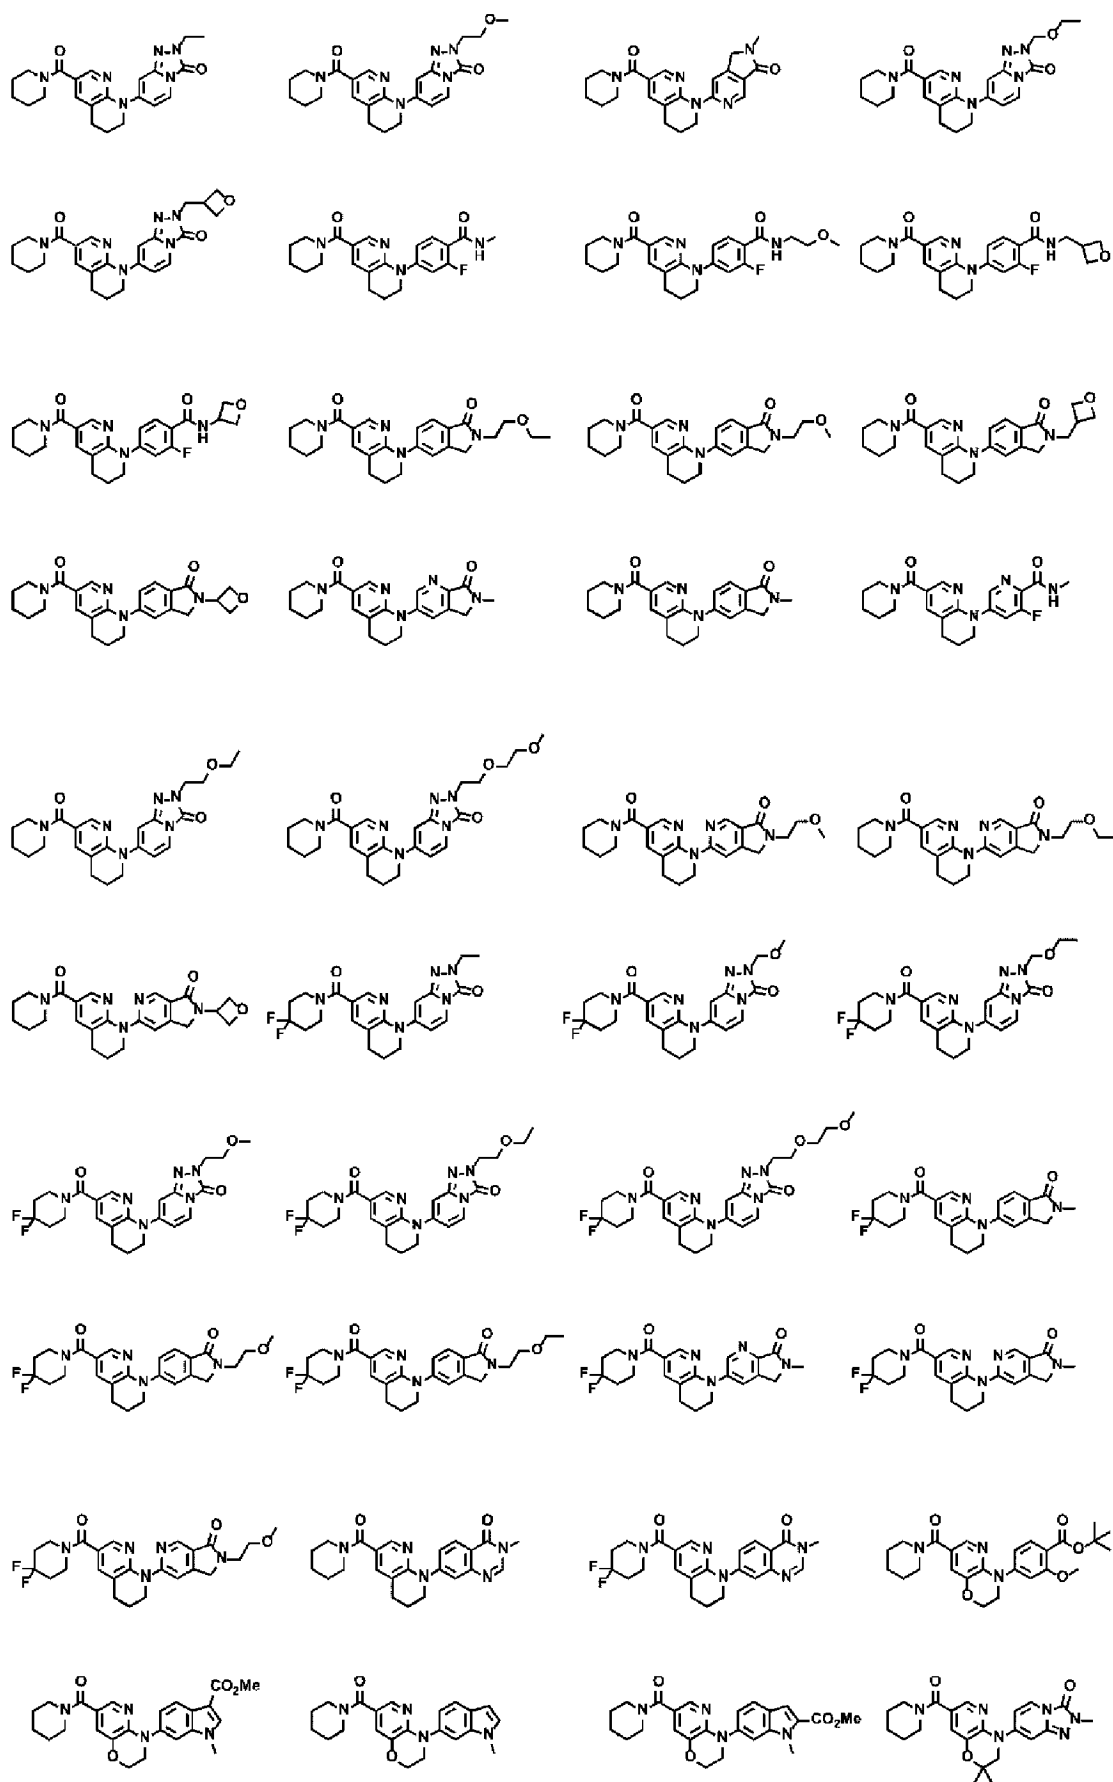 O
O N N O N N O N O N N O
N N N O N N N O N N O N N N O
N N N N N
O N N O
O O O O O O O
N N N O N N H N N H N N H
N N F N F N F O
O O O O O O O O O O
N N N H N N N N N N N N N
N F N N N
O O O N O O O O N O
N N N O N N N N N N N N N H
N N N N F
O O O
O N N O N N O O O O O
N N N O N N N O N N N N O N N N N
N N N N
O O O N N O N N O O N N O
N N N N O N N N O N N N O N N N O
N F F N F F N F F N
O O O O
O N N O N N O N N O O
N N N O N N N O N N N O N N N
F F N F F N F F N F F N
O O O O O O O N O O O
N N N N N N N N N N N N
F F N F F N F F N F F N
O O O O O O O O O
N N N N N N N N N N N O
F F N N N F F N N N O
O
O CO₂Me O O O O
N N N N N N N N N N
N N N N N CO₂Me N N N
O O O O